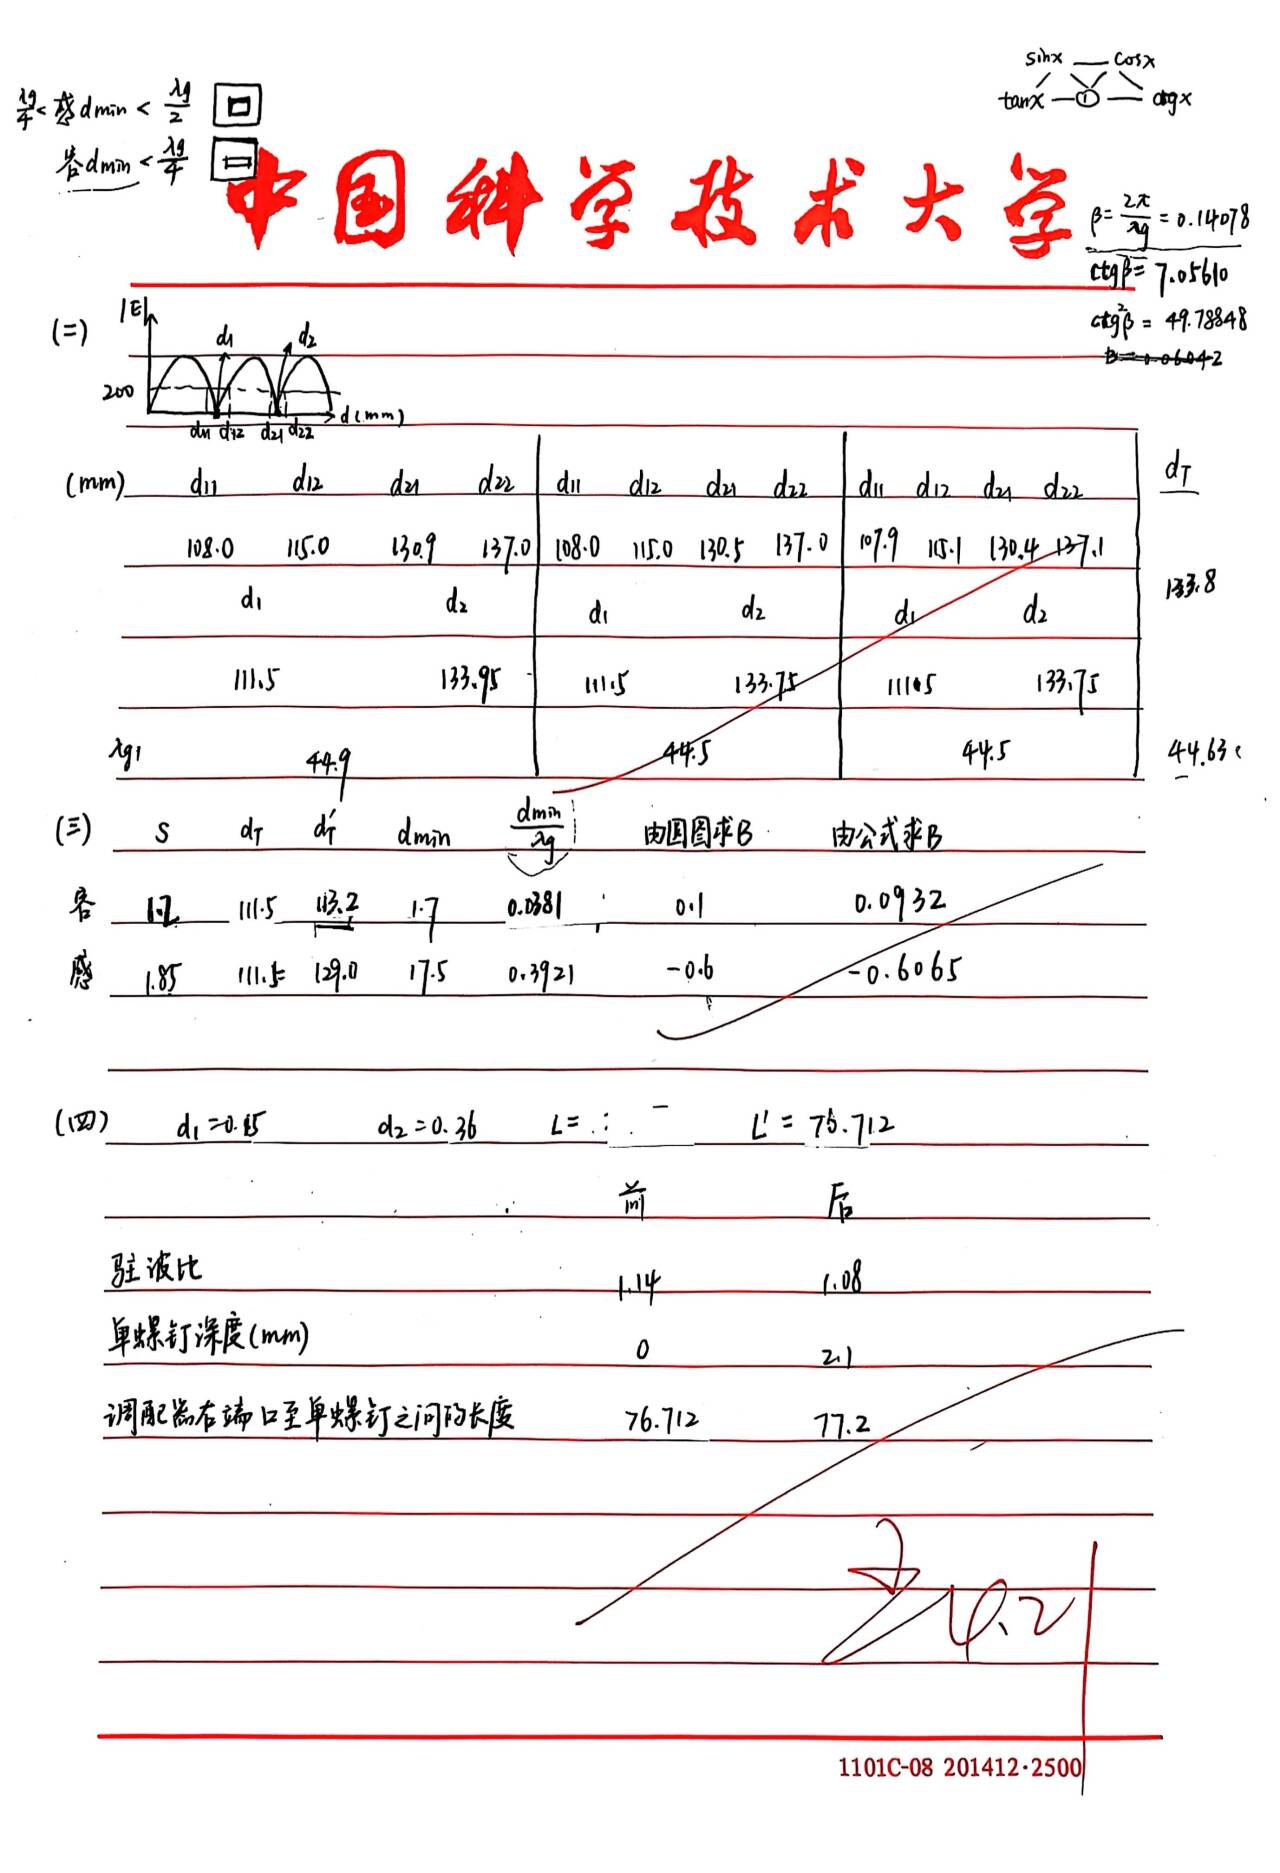 sinx — cosx
tanx — ① — ctgx
λg/4 < 感 dmin < λg/2
容 dmin < λg/4
中国科学技术大学
β = 2π/λg = 0.14078
ctgβ = 7.05610
ctg²β = 49.78848
(二)
|E|
d1 d2
200
d11 d12 d21 d22 d(mm)
(mm) d11 d12 d21 d22 d11 d12 d21 d22 d11 d12 d21 d22 dT
108.0 115.0 130.9 137.0 108.0 115.0 130.5 137.0 107.9 115.1 130.4 137.1
133.8
d1 d2 d1 d2 d1 d2
111.5 133.95 111.5 133.75 111.5 133.75
λg1 44.9 44.5 44.5 44.63
(三) S dT dT' dmin dmin/λg 由圆图求B 由公式求B
容 1.2 111.5 113.2 1.7 0.0381 0.1 0.0932
感 1.85 111.5 129.0 17.5 0.3921 -0.6 -0.6065
(四) d1=0.15 d2=0.36 L= L'= 76.712
前 后
驻波比 1.14 1.08
单螺钉深度(mm) 0 2.1
调配器右端口至单螺钉之间的长度 76.712 77.2
4.21
1101C-08 201412·2500